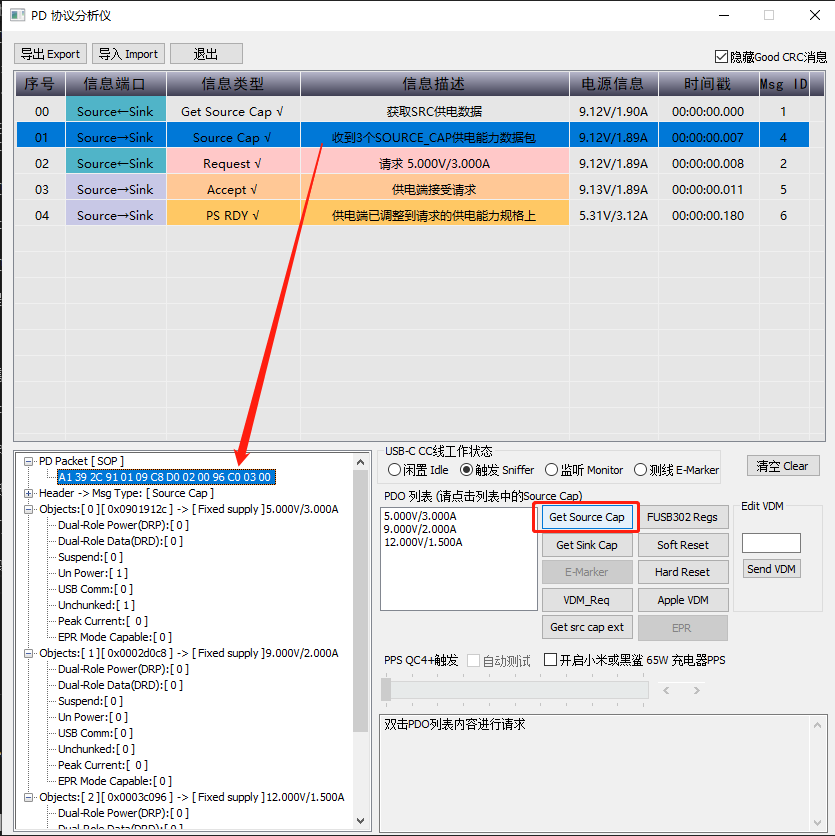 PD 协议分析仪
导出 Export 导入 Import 退出 隐藏Good CRC消息
序号 信息端口 信息类型 信息描述 电源信息 时间戳 Msg ID
00 Source←Sink Get Source Cap √ 获取SRC供电数据 9.12V/1.90A 00:00:00.000 1
01 Source→Sink Source Cap √ 收到3个SOURCE_CAP供电能力数据包 9.12V/1.89A 00:00:00.007 4
02 Source←Sink Request √ 请求 5.000V/3.000A 9.12V/1.89A 00:00:00.008 2
03 Source→Sink Accept √ 供电端接受请求 9.13V/1.89A 00:00:00.011 5
04 Source→Sink PS RDY √ 供电端已调整到请求的供电能力规格上 5.31V/3.12A 00:00:00.180 6
PD Packet [ SOP ]
A1 39 2C 91 01 09 C8 D0 02 00 96 C0 03 00
Header -> Msg Type: [ Source Cap ]
Objects:[ 0 ][ 0x0901912c ] -> [ Fixed supply ]5.000V/3.000A
Dual-Role Power(DRP):[ 0 ]
Dual-Role Data(DRD):[ 0 ]
Suspend:[ 0 ]
Un Power:[ 1 ]
USB Comm:[ 0 ]
Unchunked:[ 1 ]
Peak Current: [ 0 ]
EPR Mode Capable:[ 0 ]
Objects:[ 1 ][ 0x0002d0c8 ] -> [ Fixed supply ]9.000V/2.000A
Dual-Role Power(DRP):[ 0 ]
Dual-Role Data(DRD):[ 0 ]
Suspend:[ 0 ]
Un Power:[ 0 ]
USB Comm:[ 0 ]
Unchunked:[ 0 ]
Peak Current: [ 0 ]
EPR Mode Capable:[ 0 ]
Objects:[ 2 ][ 0x0003c096 ] -> [ Fixed supply ]12.000V/1.500A
Dual-Role Power(DRP):[ 0 ]
Dual-Role Data(DRD):[ 0 ]
USB-C CC线工作状态
闲置 Idle 触发 Sniffer 监听 Monitor 测线 E-Marker 清空 Clear
PDO 列表 (请点击列表中的Source Cap)
5.000V/3.000A
9.000V/2.000A
12.000V/1.500A
Get Source Cap FUSB302 Regs
Get Sink Cap Soft Reset
E-Marker Hard Reset
VDM_Req Apple VDM
Get src cap ext EPR
Edit VDM
Send VDM
PPS QC4+触发 自动测试 开启小米或黑鲨 65W 充电器PPS
双击PDO列表内容进行请求